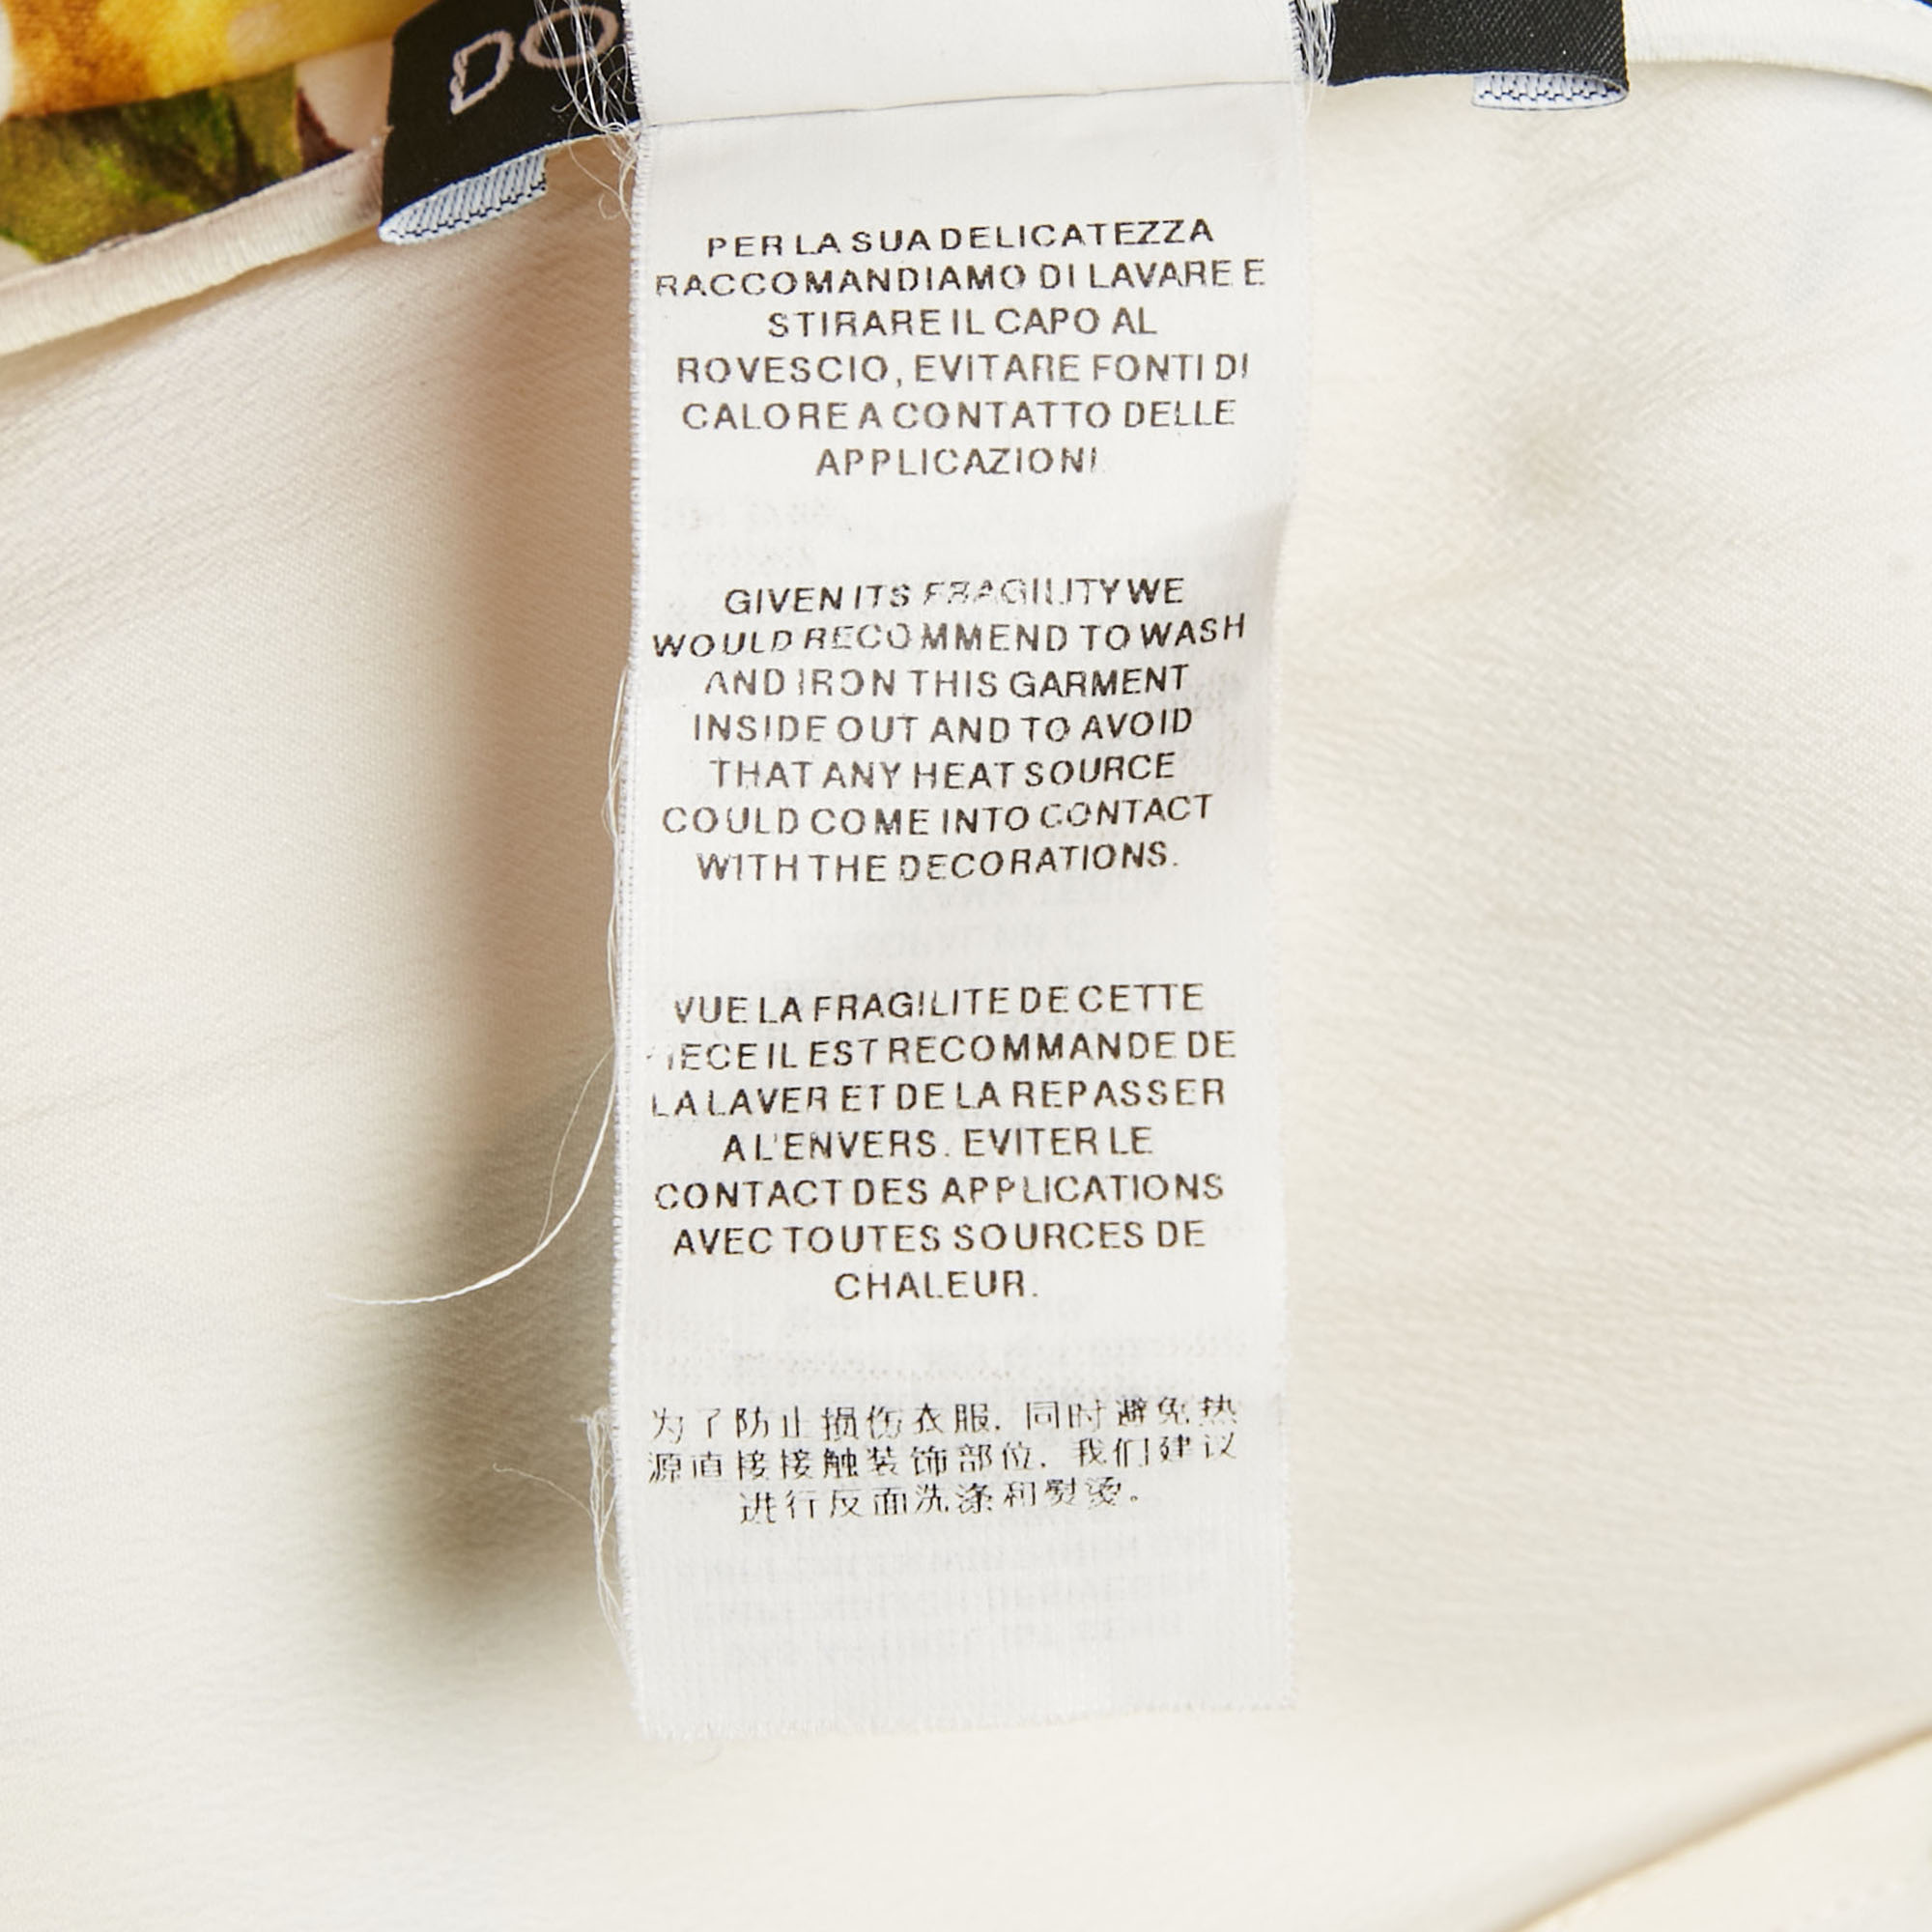 DO
PER LA SUA DELICATEZZA
RACCOMANDIAMO DI LAVARE E
STIRARE IL CAPO AL
ROVESCIO, EVITARE FONTI DI
CALORE A CONTATTO DELLE
APPLICAZIONI
GIVEN ITS FRAGILITY WE
WOULD RECOMMEND TO WASH
AND IRON THIS GARMENT
INSIDE OUT AND TO AVOID
THAT ANY HEAT SOURCE
COULD COME INTO CONTACT
WITH THE DECORATIONS.
VUE LA FRAGILITE DE CETTE
PIECE IL EST RECOMMANDE DE
LA LAVER ET DE LA REPASSER
A L'ENVERS. EVITER LE
CONTACT DES APPLICATIONS
AVEC TOUTES SOURCES DE
CHALEUR.
为了防止损伤衣服. 同时避免热
源直接接触装饰部位. 我们建议
进行反面洗涤和熨烫。